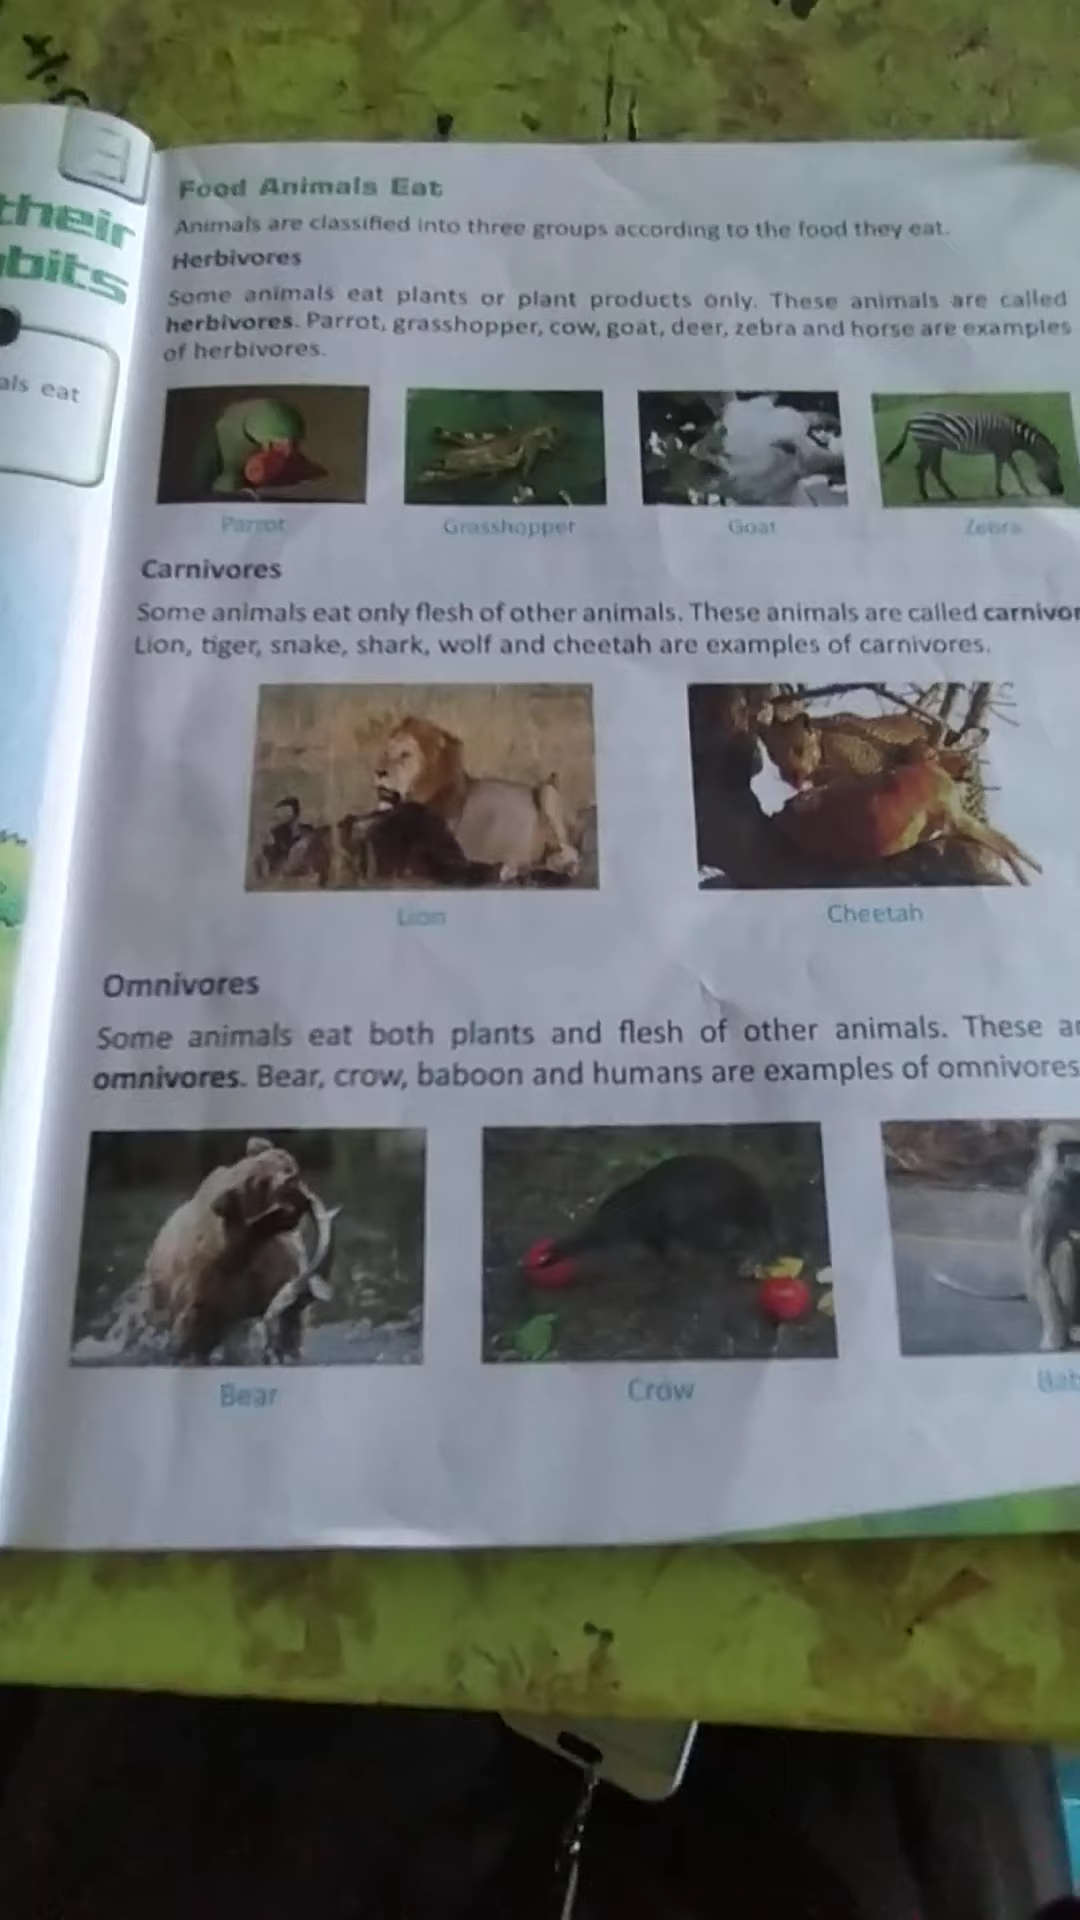 their
bits
als eat
Food Animals Eat
Animals are classified into three groups according to the food they eat.
Herbivores
Some animals eat plants or plant products only. These animals are called
herbivores. Parrot, grasshopper, cow, goat, deer, zebra and horse are examples
of herbivores.
Parrot Grasshopper Goat Zebra
Carnivores
Some animals eat only flesh of other animals. These animals are called carnivor
Lion, tiger, snake, shark, wolf and cheetah are examples of carnivores.
Lion Cheetah
Omnivores
Some animals eat both plants and flesh of other animals. These a
omnivores. Bear, crow, baboon and humans are examples of omnivores
Bear Crow Bab